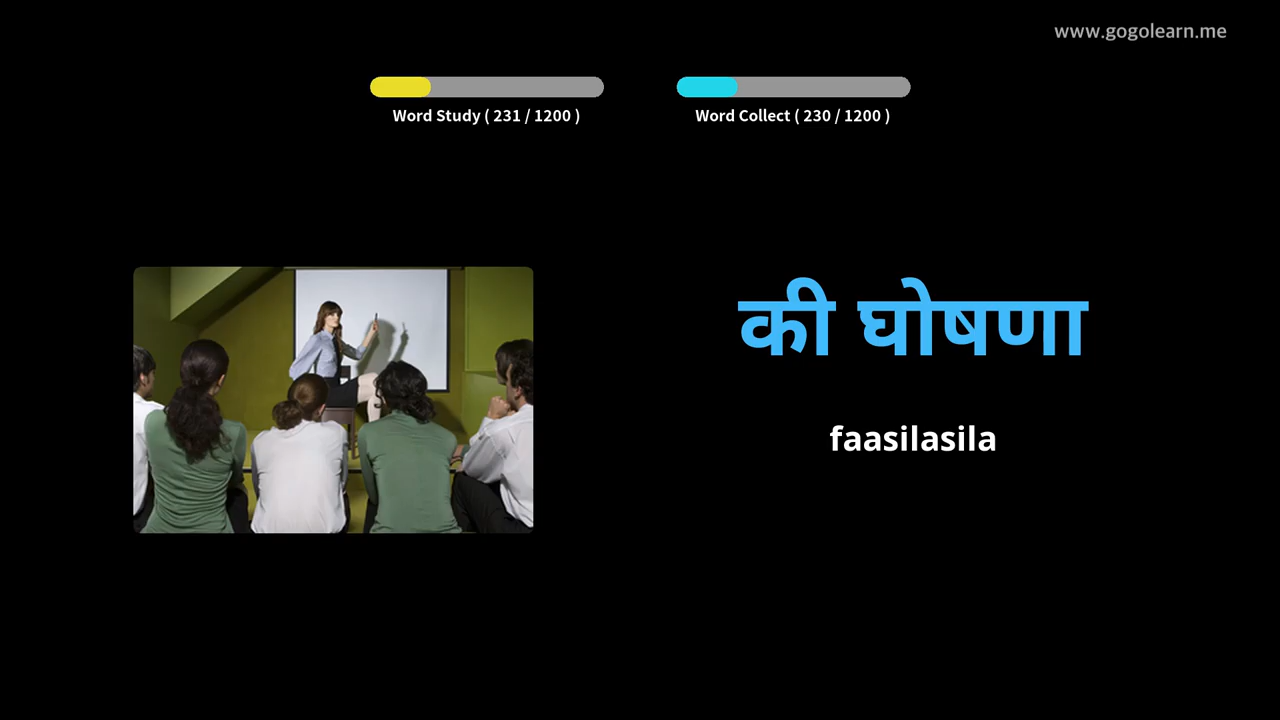 www.gogolearn.me
Word Study ( 231 / 1200 )
Word Collect ( 230 / 1200 )
की घोषणा
faasilasila